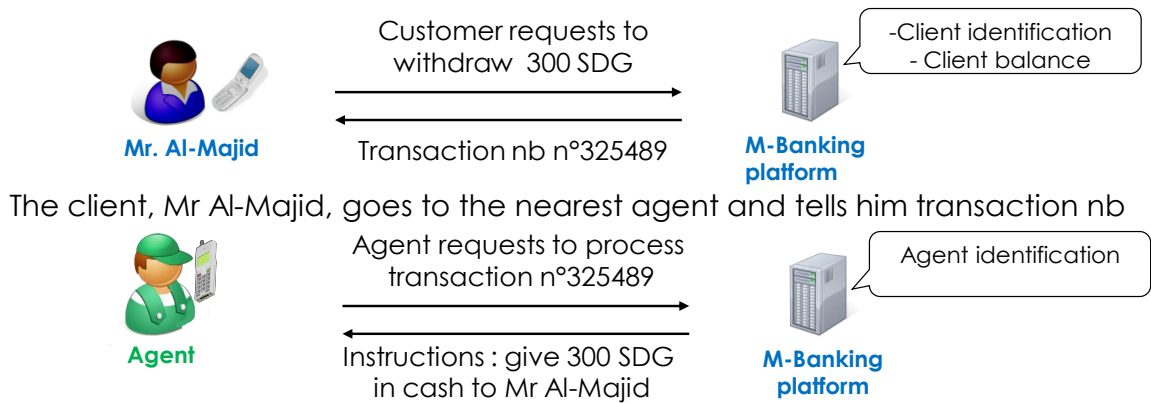 Customer requests to
withdraw 300 SDG
-Client identification
- Client balance
Mr. Al-Majid
Transaction nb n°325489
M-Banking
platform
The client, Mr Al-Majid, goes to the nearest agent and tells him transaction nb
Agent requests to process
transaction n°325489
Agent identification
Agent
Instructions : give 300 SDG
in cash to Mr Al-Majid
M-Banking
platform